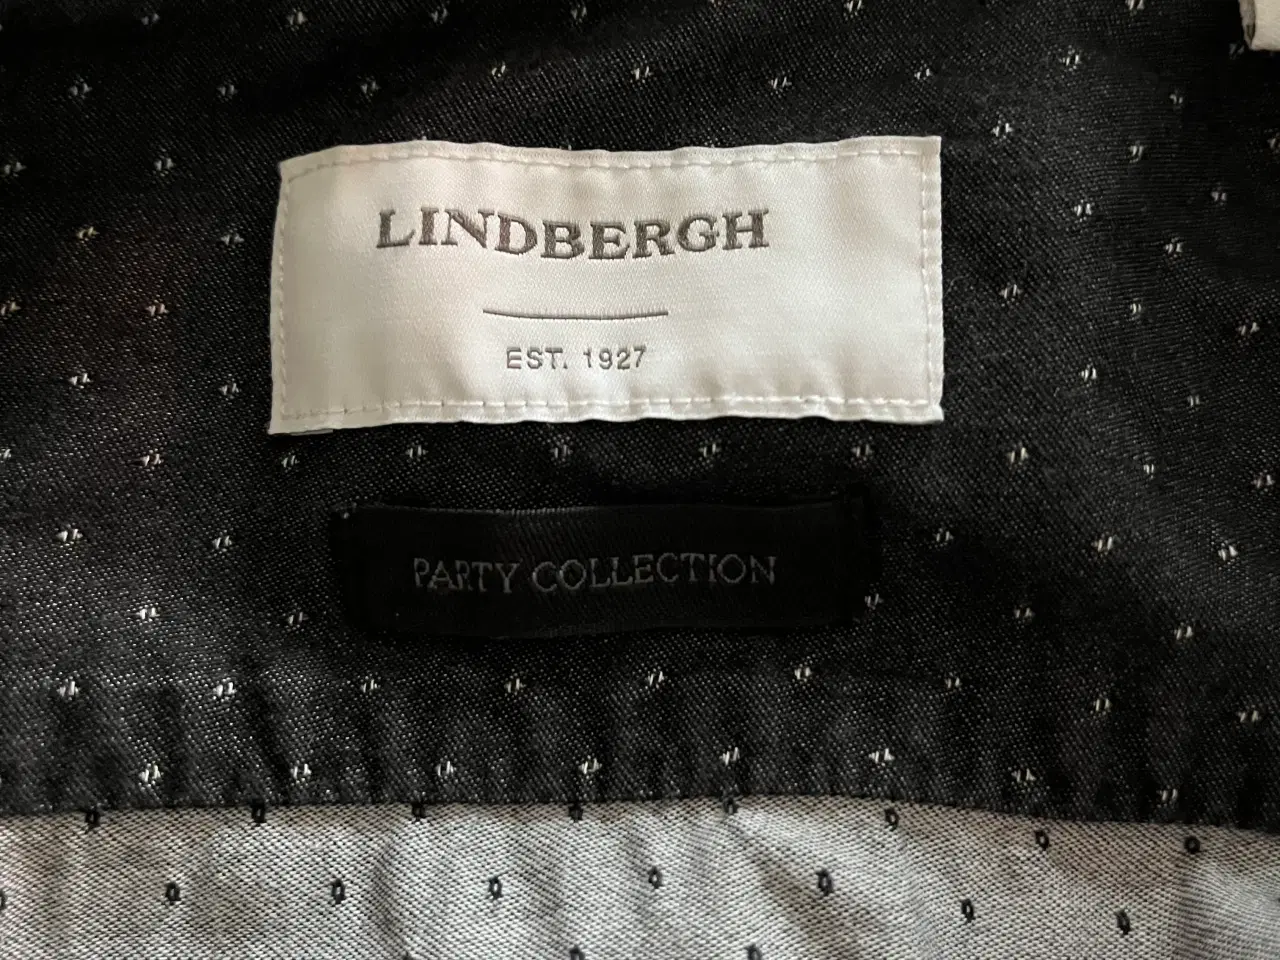 LINDBERGH
EST. 1927
PARTY COLLECTION